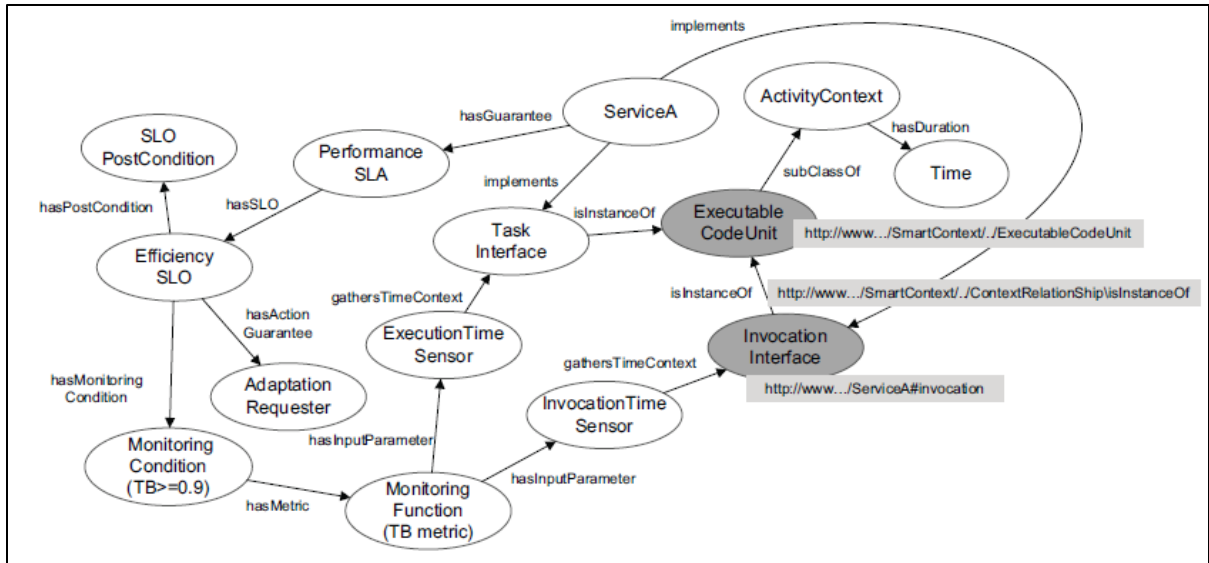 implements
ServiceA
ActivityContext
hasGuarantee
hasDuration
SLO
PostCondition
Performance
SLA
Time
subClassOf
implements
hasPostCondition
hasSLO
isInstanceOf
Executable
CodeUnit
Task
Interface
http://www…/SmartContext/../ExecutableCodeUnit
Efficiency
SLO
gathersTimeContext
isInstanceOf
http://www…/SmartContext/../ContextRelationShip\isInstanceOf
hasAction
Guarantee
ExecutionTime
Sensor
Invocation
Interface
gathersTimeContext
hasMonitoring
Condition
Adaptation
Requester
http://www…/ServiceA#invocation
InvocationTime
Sensor
hasInputParameter
Monitoring
Condition
(TB>=0.9)
hasInputParameter
hasMetric
Monitoring
Function
(TB metric)